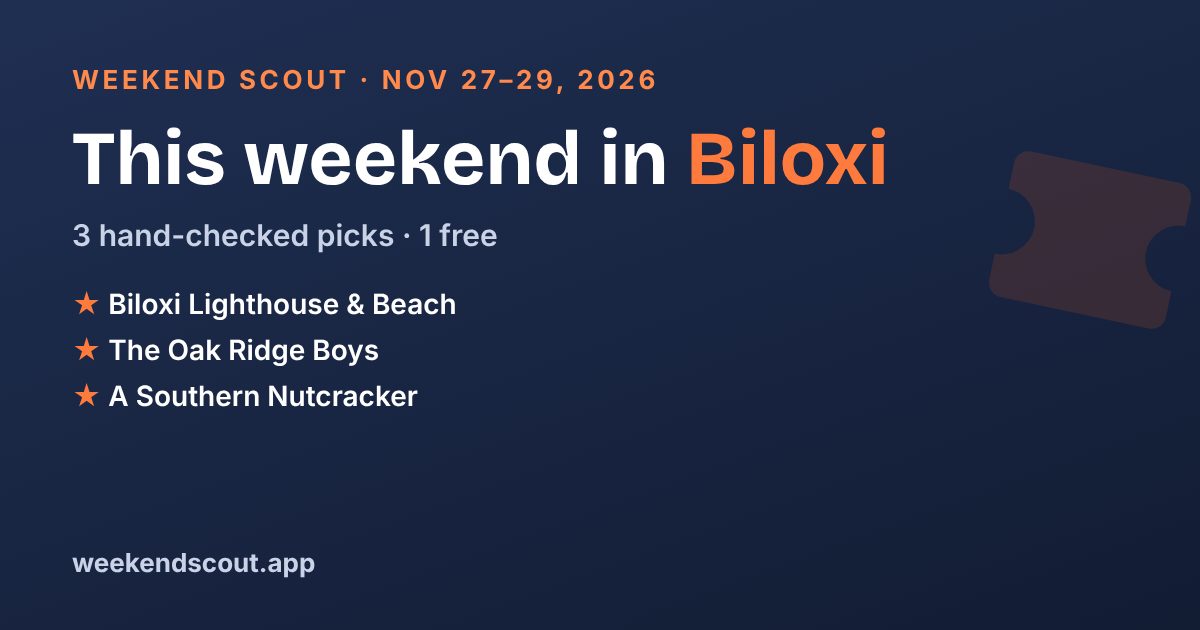 WEEKEND SCOUT · NOV 27–29, 2026
This weekend in Biloxi
3 hand-checked picks · 1 free
★ Biloxi Lighthouse & Beach
★ The Oak Ridge Boys
★ A Southern Nutcracker
weekendscout.app